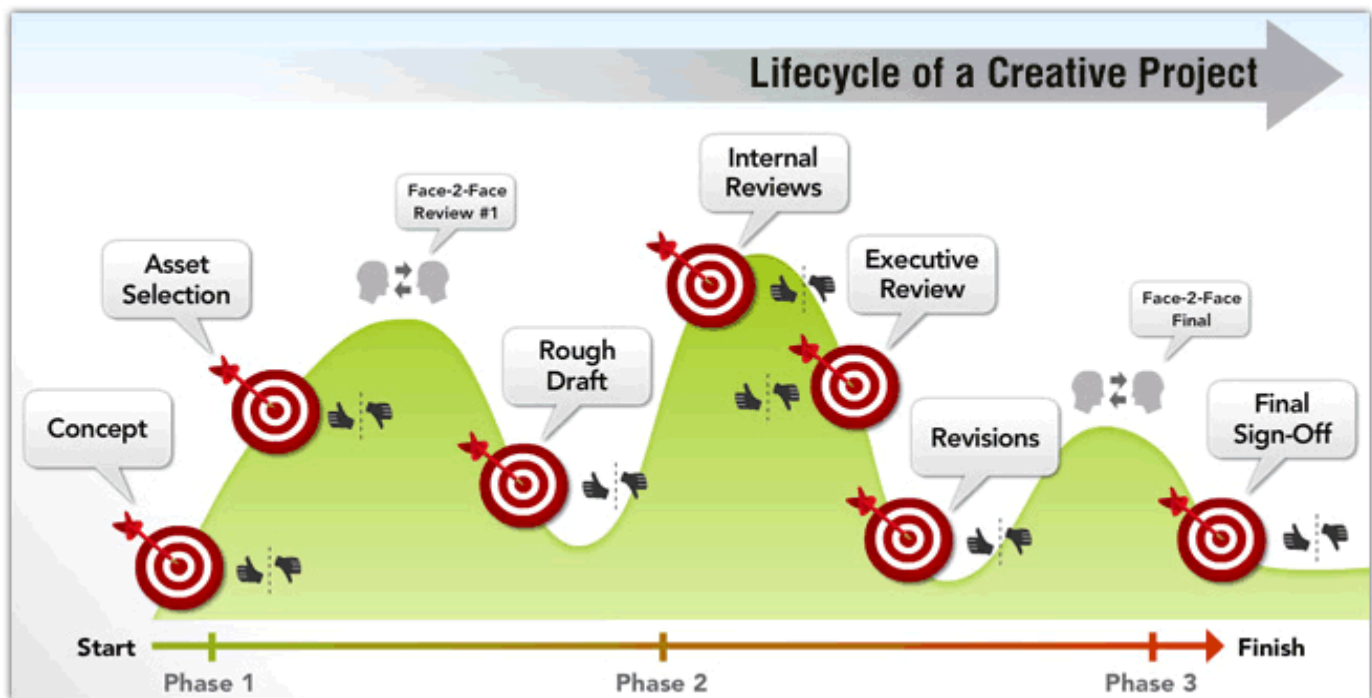 Lifecycle of a Creative Project
Concept
Asset
Selection
Face-2-Face
Review #1
Rough
Draft
Internal
Reviews
Executive
Review
Revisions
Face-2-Face
Final
Final
Sign-Off
Start
Finish
Phase 1
Phase 2
Phase 3